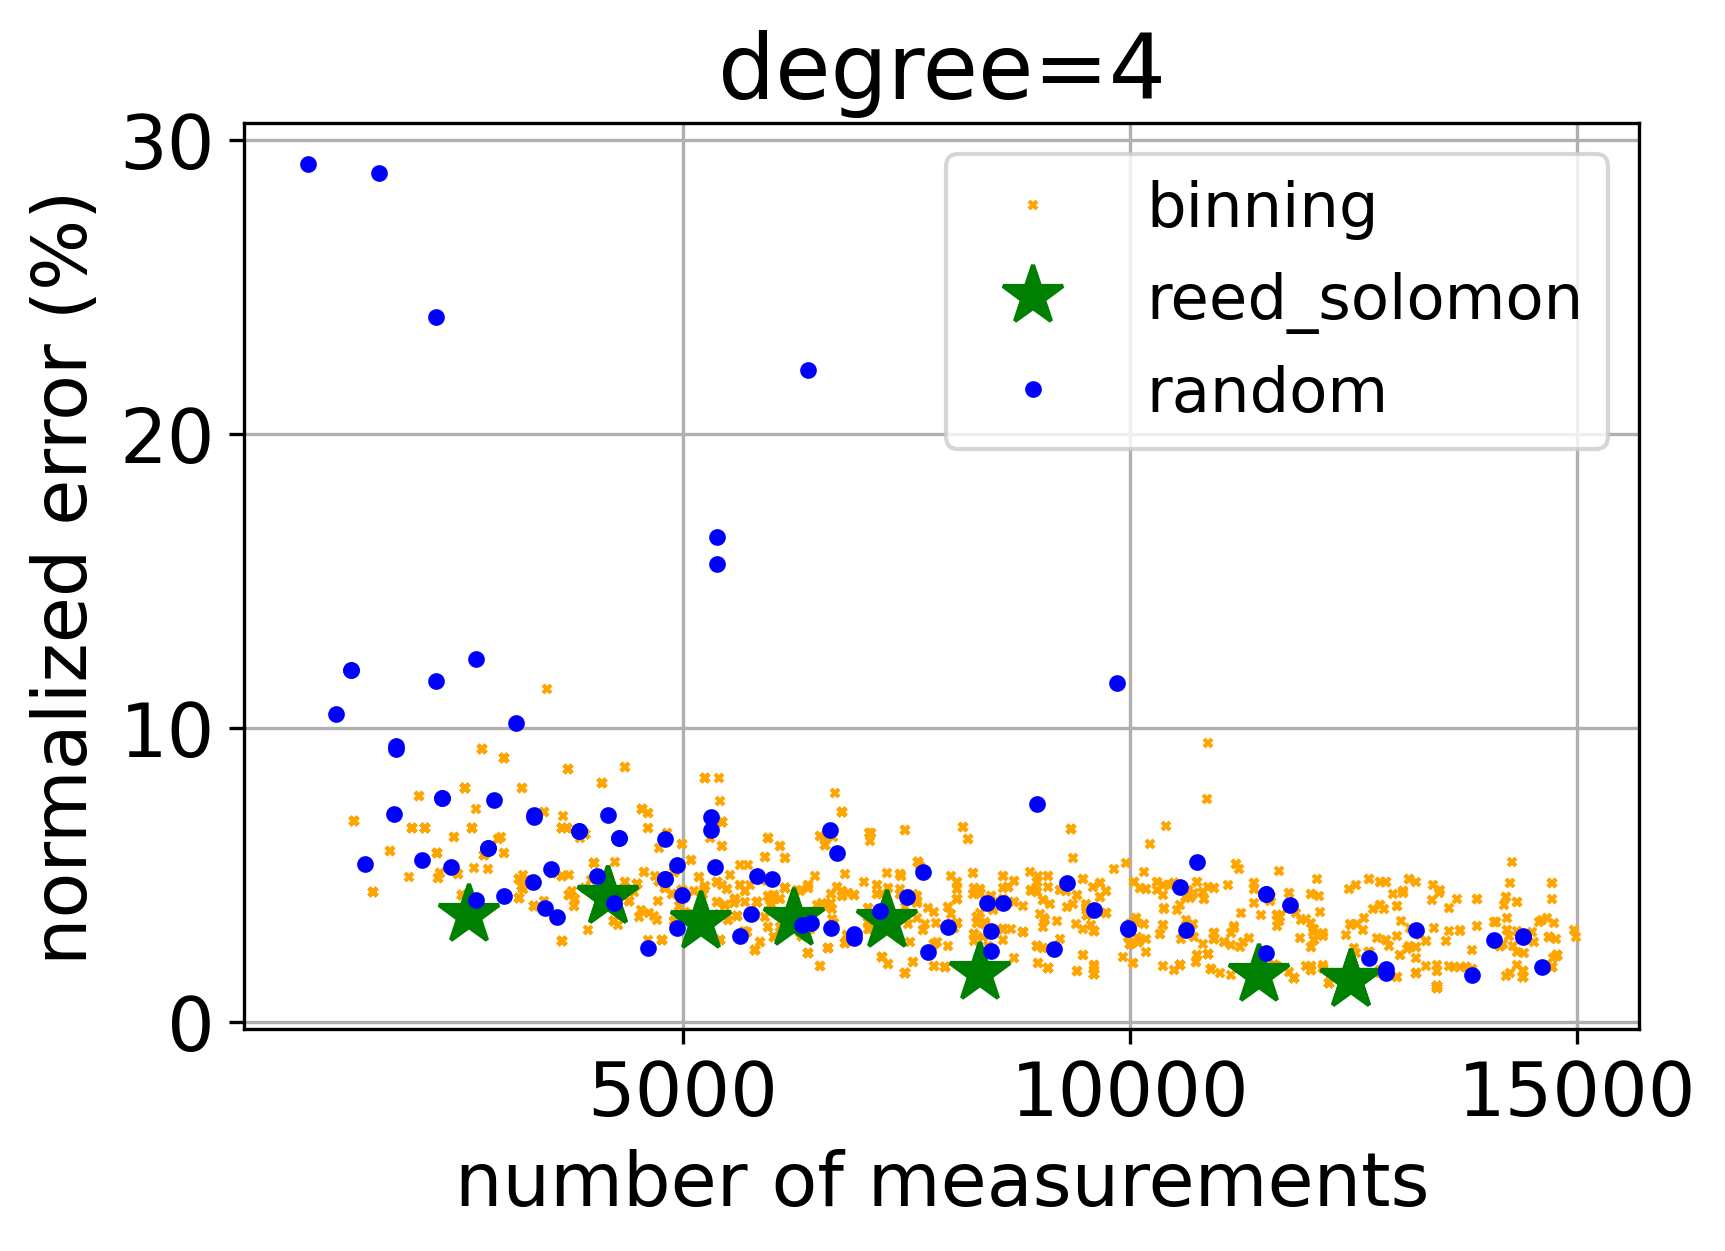 degree=4
normalized error (%)
30
20
10
0
binning
reed_solomon
random
5000
10000
15000
number of measurements